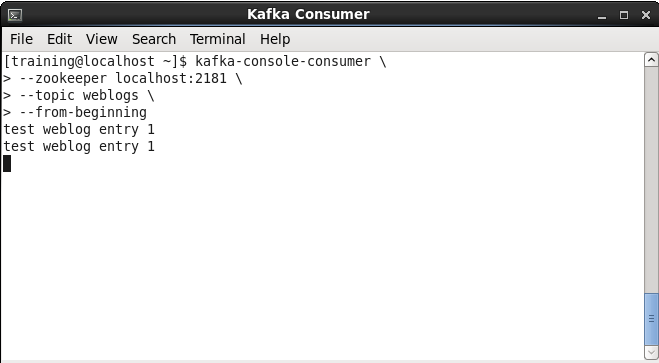 Kafka Consumer
File Edit View Search Terminal Help
[training@localhost ~]$ kafka-console-consumer \
> --zookeeper localhost:2181 \
> --topic weblogs \
> --from-beginning
test weblog entry 1
test weblog entry 1